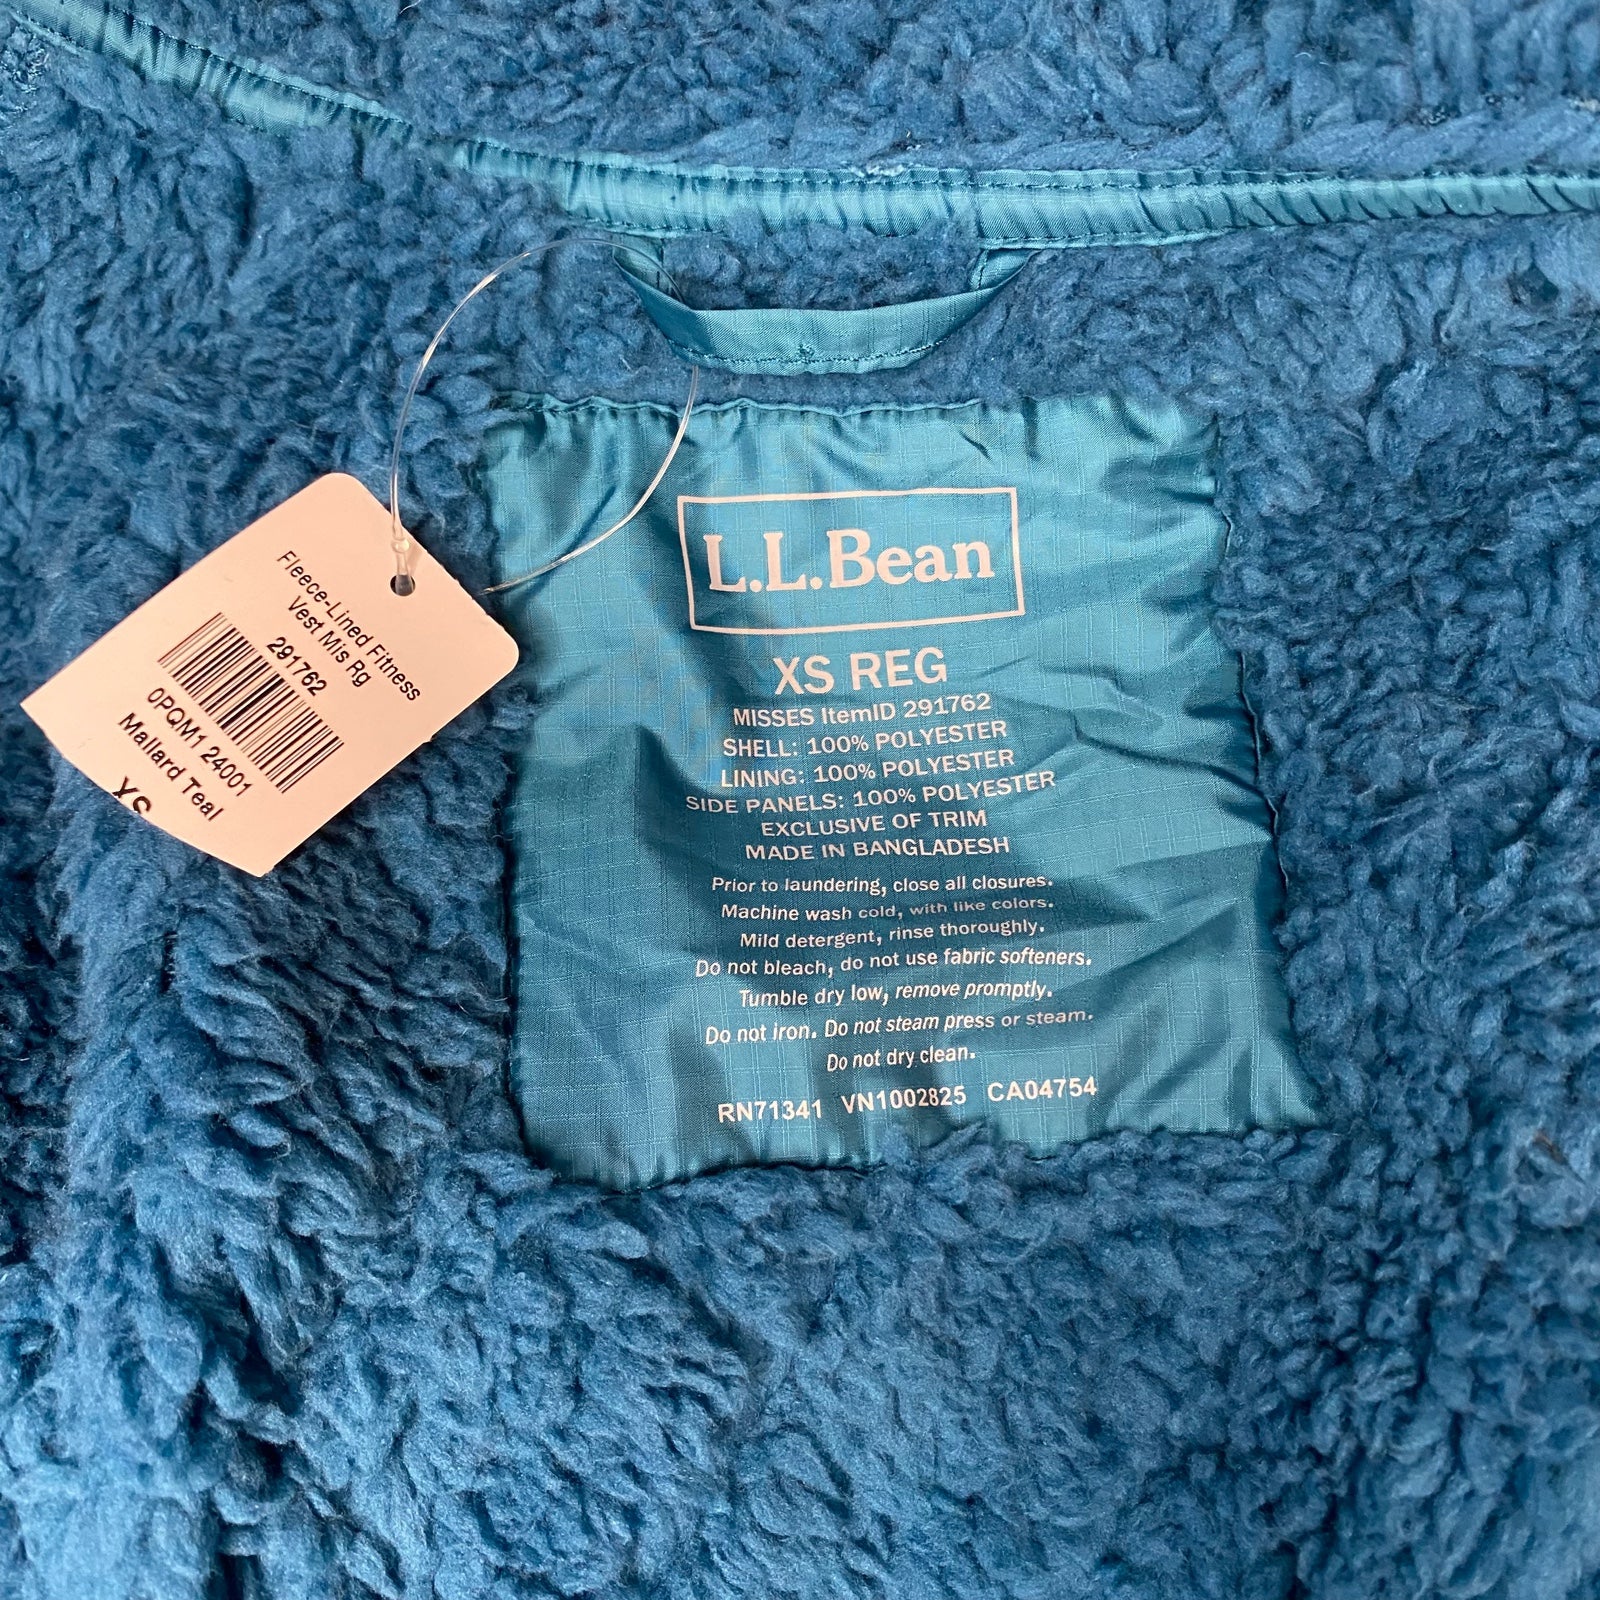 Fleece-Lined Fitness
Vest Mis Rg
291762
0PQM1 24001
Mallard Teal
XS
L.L.Bean
XS REG
MISSES ItemID 291762
SHELL: 100% POLYESTER
LINING: 100% POLYESTER
SIDE PANELS: 100% POLYESTER
EXCLUSIVE OF TRIM
MADE IN BANGLADESH
Prior to laundering, close all closures.
Machine wash cold, with like colors.
Mild detergent, rinse thoroughly.
Do not bleach, do not use fabric softeners.
Tumble dry low, remove promptly.
Do not iron. Do not steam press or steam.
Do not dry clean.
RN71341 VN1002825 CA04754